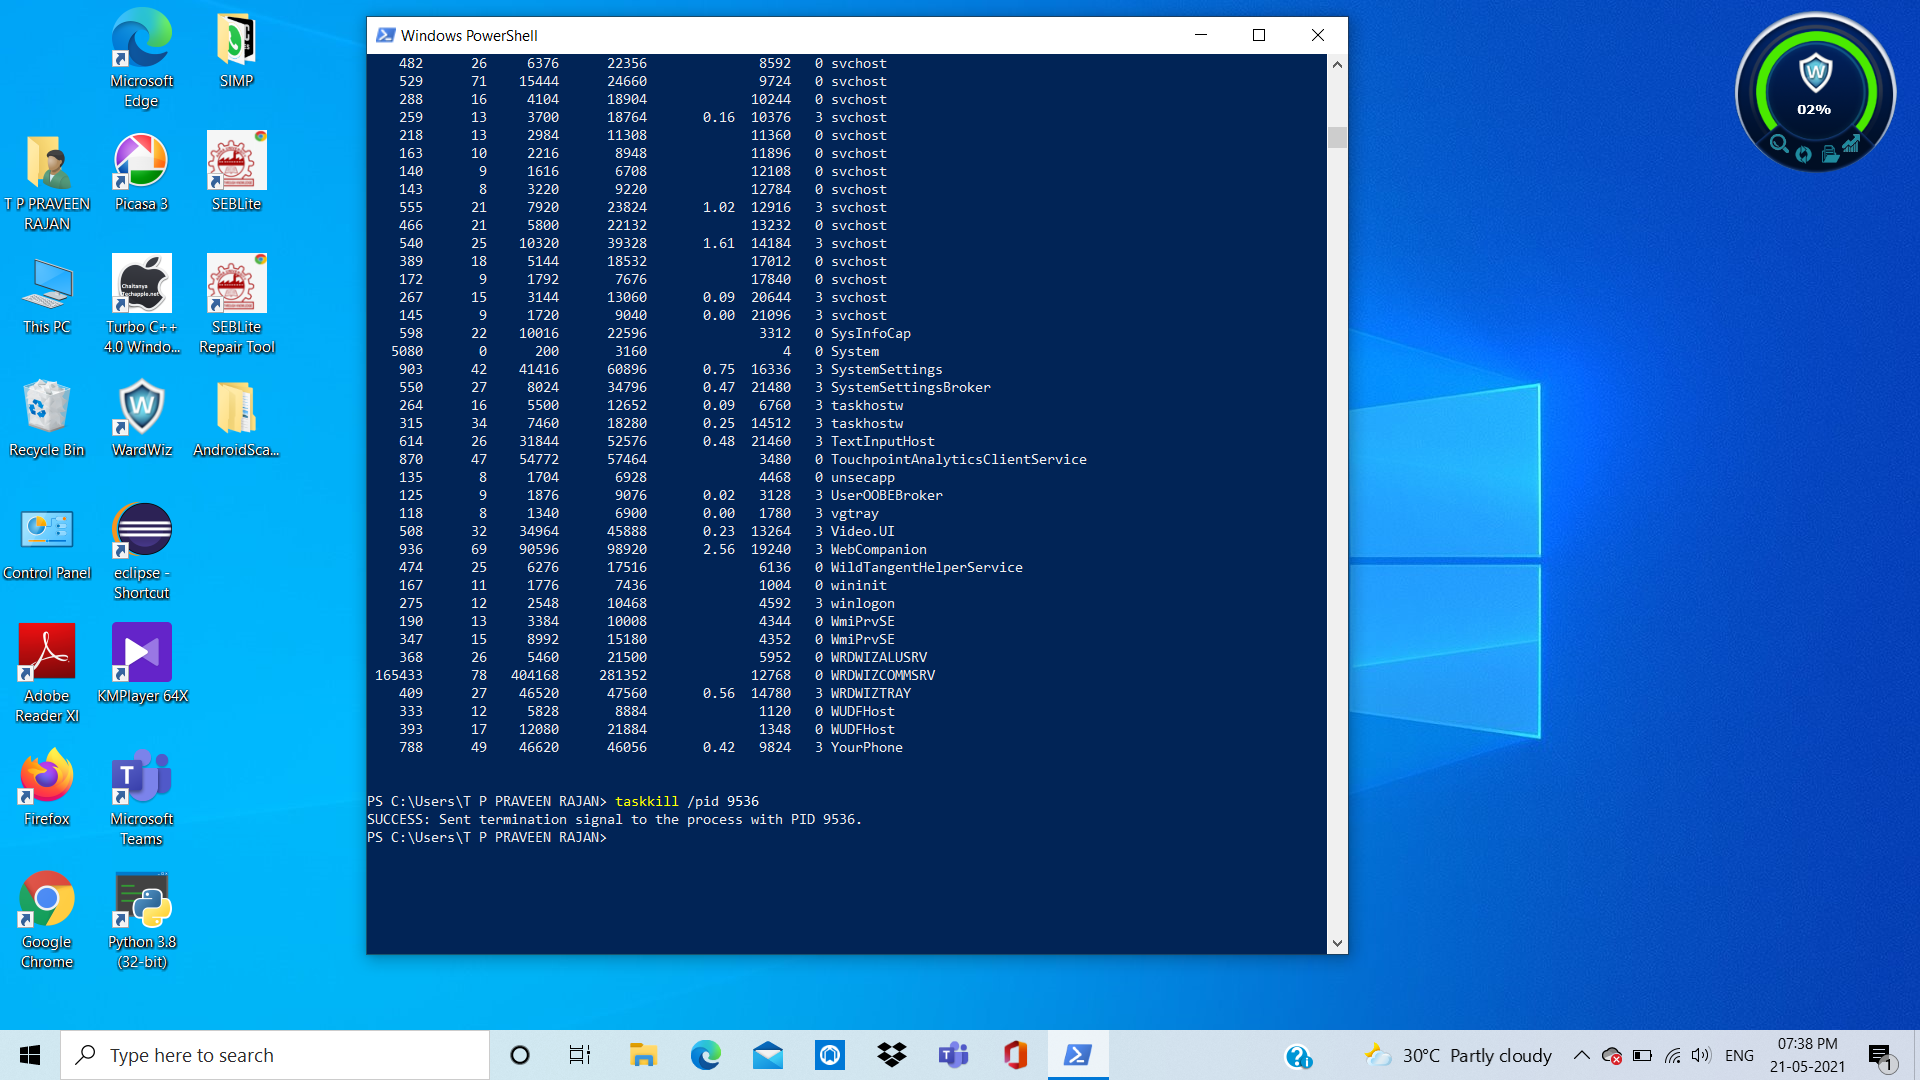 Microsoft
Edge
SIMP
T P PRAVEEN
RAJAN
Picasa 3
SEBLite
This PC
Chaitanya
Techapple.net
Turbo C++
4.0 Windo...
SEBLite
Repair Tool
Recycle Bin
WardWiz
AndroidSca...
Control Panel
eclipse -
Shortcut
Adobe
Reader XI
KMPlayer 64X
Firefox
Microsoft
Teams
Google
Chrome
Python 3.8
(32-bit)
Windows PowerShell
482 26 6376 22356 8592 0 svchost
529 71 15444 24660 9724 0 svchost
288 16 4104 18904 10244 0 svchost
259 13 3700 18764 0.16 10376 3 svchost
218 13 2984 11308 11360 0 svchost
163 10 2216 8948 11896 0 svchost
140 9 1616 6708 12108 0 svchost
143 8 3220 9220 12784 0 svchost
555 21 7920 23824 1.02 12916 3 svchost
466 21 5800 22132 13232 0 svchost
540 25 10320 39328 1.61 14184 3 svchost
389 18 5144 18532 17012 0 svchost
172 9 1792 7676 17840 0 svchost
267 15 3144 13060 0.09 20644 3 svchost
145 9 1720 9040 0.00 21096 3 svchost
598 22 10016 22596 3312 0 SysInfoCap
5080 0 200 3160 4 0 System
903 42 41416 60896 0.75 16336 3 SystemSettings
550 27 8024 34796 0.47 21480 3 SystemSettingsBroker
264 16 5500 12652 0.09 6760 3 taskhostw
315 34 7460 18280 0.25 14512 3 taskhostw
614 26 31844 52576 0.48 21460 3 TextInputHost
870 47 54772 57464 3480 0 TouchpointAnalyticsClientService
135 8 1704 6928 4468 0 unsecapp
125 9 1876 9076 0.02 3128 3 UserOOBEBroker
118 8 1340 6900 0.00 1780 3 vgtray
508 32 34964 45888 0.23 13264 3 Video.UI
936 69 90596 98920 2.56 19240 3 WebCompanion
474 25 6276 17516 6136 0 WildTangentHelperService
167 11 1776 7436 1004 0 wininit
275 12 2548 10468 4592 3 winlogon
190 13 3384 10008 4344 0 WmiPrvSE
347 15 8992 15180 4352 0 WmiPrvSE
368 26 5460 21500 5952 0 WRDWIZALUSRV
165433 78 404168 281352 12768 0 WRDWIZCOMMSRV
409 27 46520 47560 0.56 14780 3 WRDWIZTRAY
333 12 5828 8884 1120 0 WUDFHost
393 17 12080 21884 1348 0 WUDFHost
788 49 46620 46056 0.42 9824 3 YourPhone
PS C:\Users\T P PRAVEEN RAJAN> taskkill /pid 9536
SUCCESS: Sent termination signal to the process with PID 9536.
PS C:\Users\T P PRAVEEN RAJAN>
W
02%
Type here to search
30°C Partly cloudy
ENG
07:38 PM
21-05-2021
1